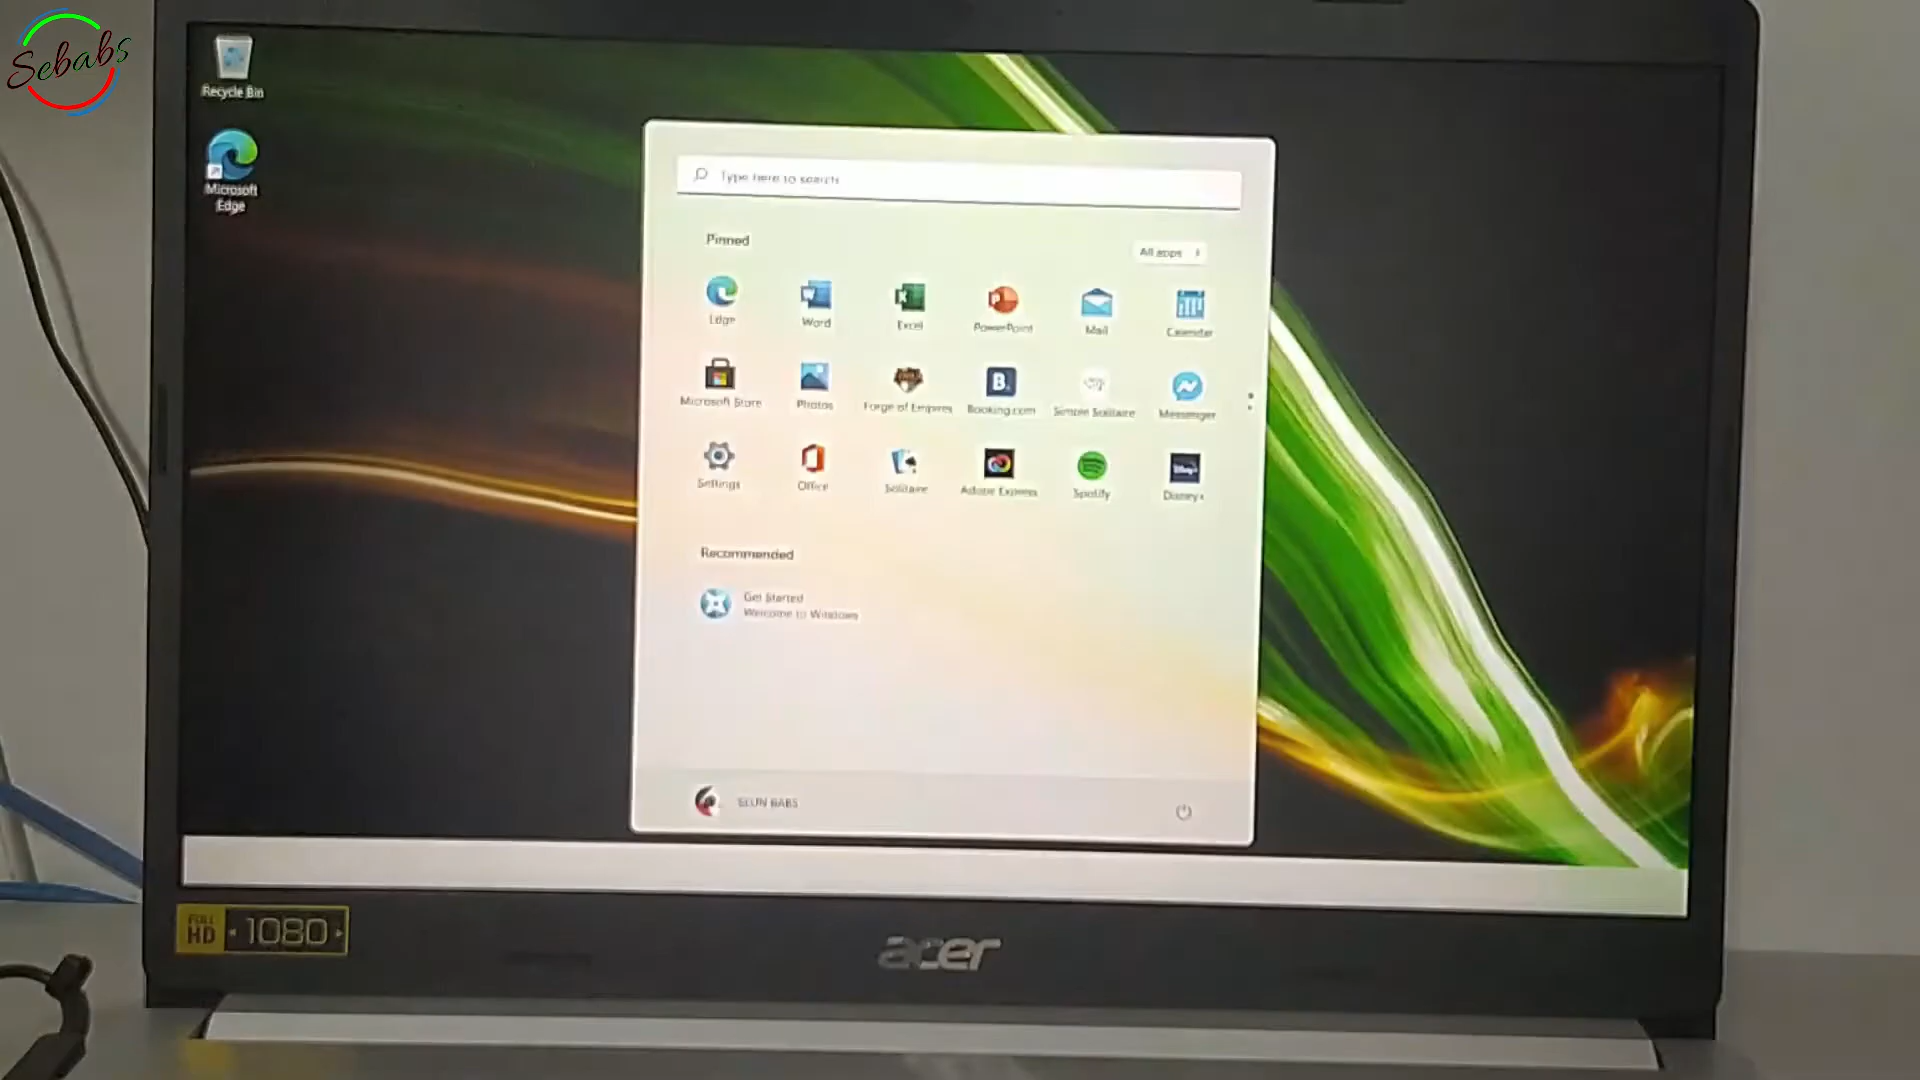 Sebabs
Recycle Bin
Microsoft
Edge
Type here to search
Pinned
All apps
Edge
Word
Excel
PowerPoint
Mail
Calendar
Microsoft Store
Photos
Forge of Empires
Booking.com
Simple Solitaire
Messenger
Settings
Office
Solitaire
Adobe Express
Spotify
Disney+
Recommended
Get Started
Welcome to Windows
BABS
FULL
HD
1080
acer